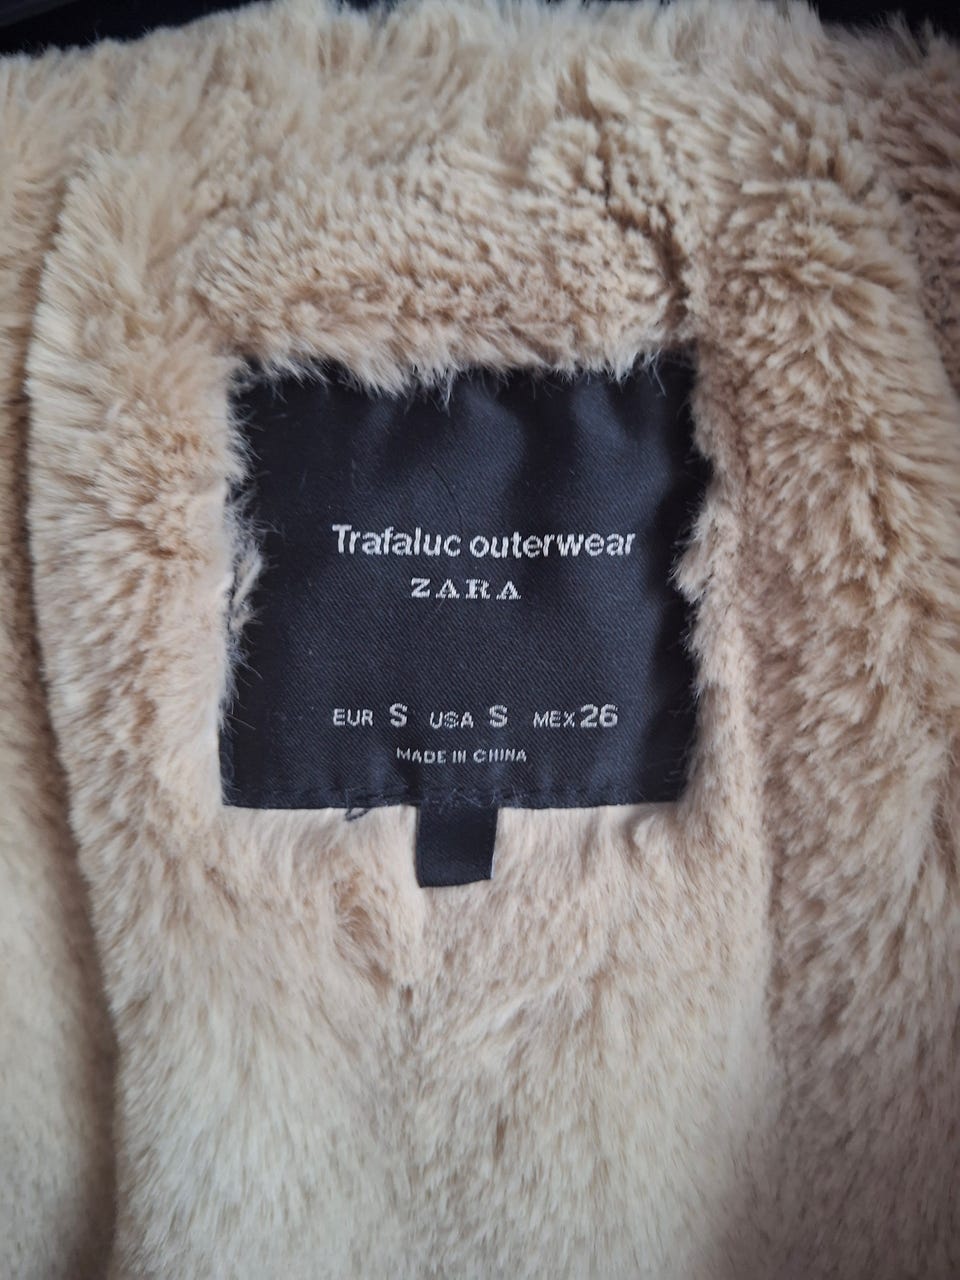 Trafaluc outerwear
ZARA
EUR S USA S MEX 26
MADE IN CHINA